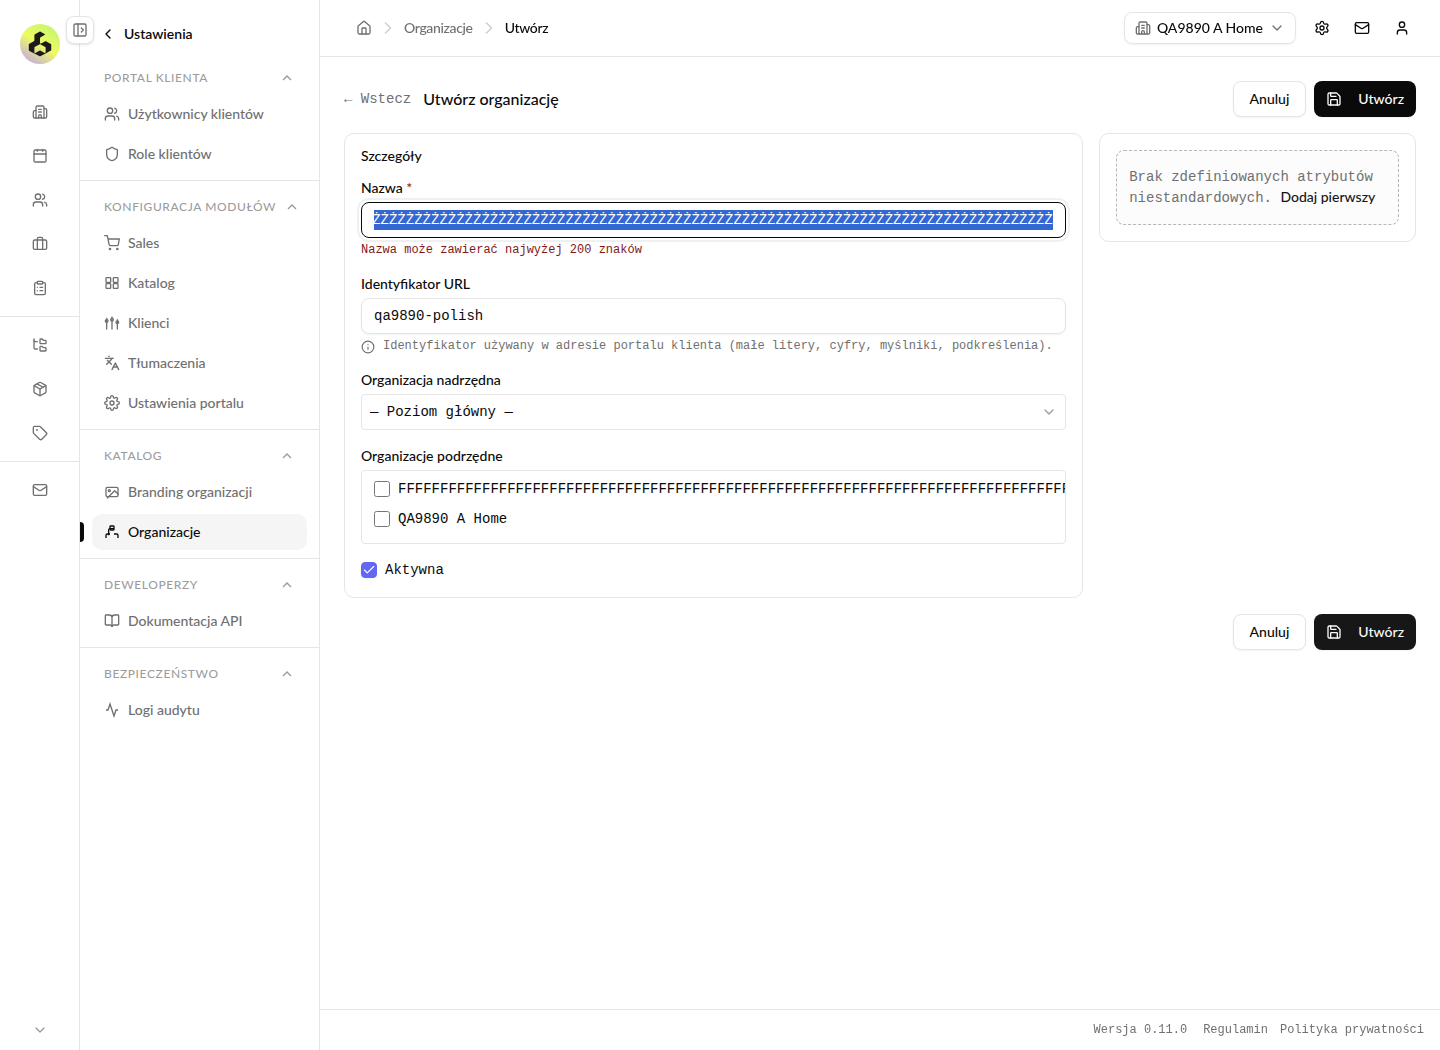 Ustawienia
PORTAL KLIENTA
Użytkownicy klientów
Role klientów
KONFIGURACJA MODUŁÓW
Sales
Katalog
Klienci
Tłumaczenia
Ustawienia portalu
KATALOG
Branding organizacji
Organizacje
DEWELOPERZY
Dokumentacja API
BEZPIECZEŃSTWO
Logi audytu
Organizacje
Utwórz
QA9890 A Home
← Wstecz
Utwórz organizację
Anuluj
Utwórz
Szczegóły
Nazwa *
Nazwa może zawierać najwyżej 200 znaków
Identyfikator URL
qa9890-polish
Identyfikator używany w adresie portalu klienta (małe litery, cyfry, myślniki, podkreślenia).
Organizacja nadrzędna
— Poziom główny —
Organizacje podrzędne
QA9890 A Home
Aktywna
Brak zdefiniowanych atrybutów
niestandardowych. Dodaj pierwszy
Anuluj
Utwórz
Wersja 0.11.0
Regulamin
Polityka prywatności